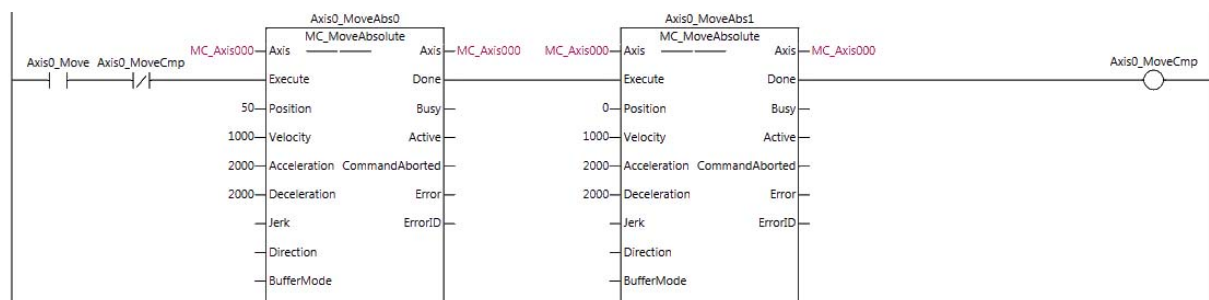 Axis0_MoveAbs0 Axis0_MoveAbs1
MC_MoveAbsolute MC_MoveAbsolute
MC_Axis000 Axis Axis MC_Axis000 MC_Axis000 Axis Axis MC_Axis000
Axis0_Move Axis0_MoveCmp Axis0_MoveCmp
Execute Done Execute Done
50 Position Busy 0 Position Busy
1000 Velocity Active 1000 Velocity Active
2000 Acceleration CommandAborted 2000 Acceleration CommandAborted
2000 Deceleration Error 2000 Deceleration Error
Jerk ErrorID Jerk ErrorID
Direction Direction
BufferMode BufferMode